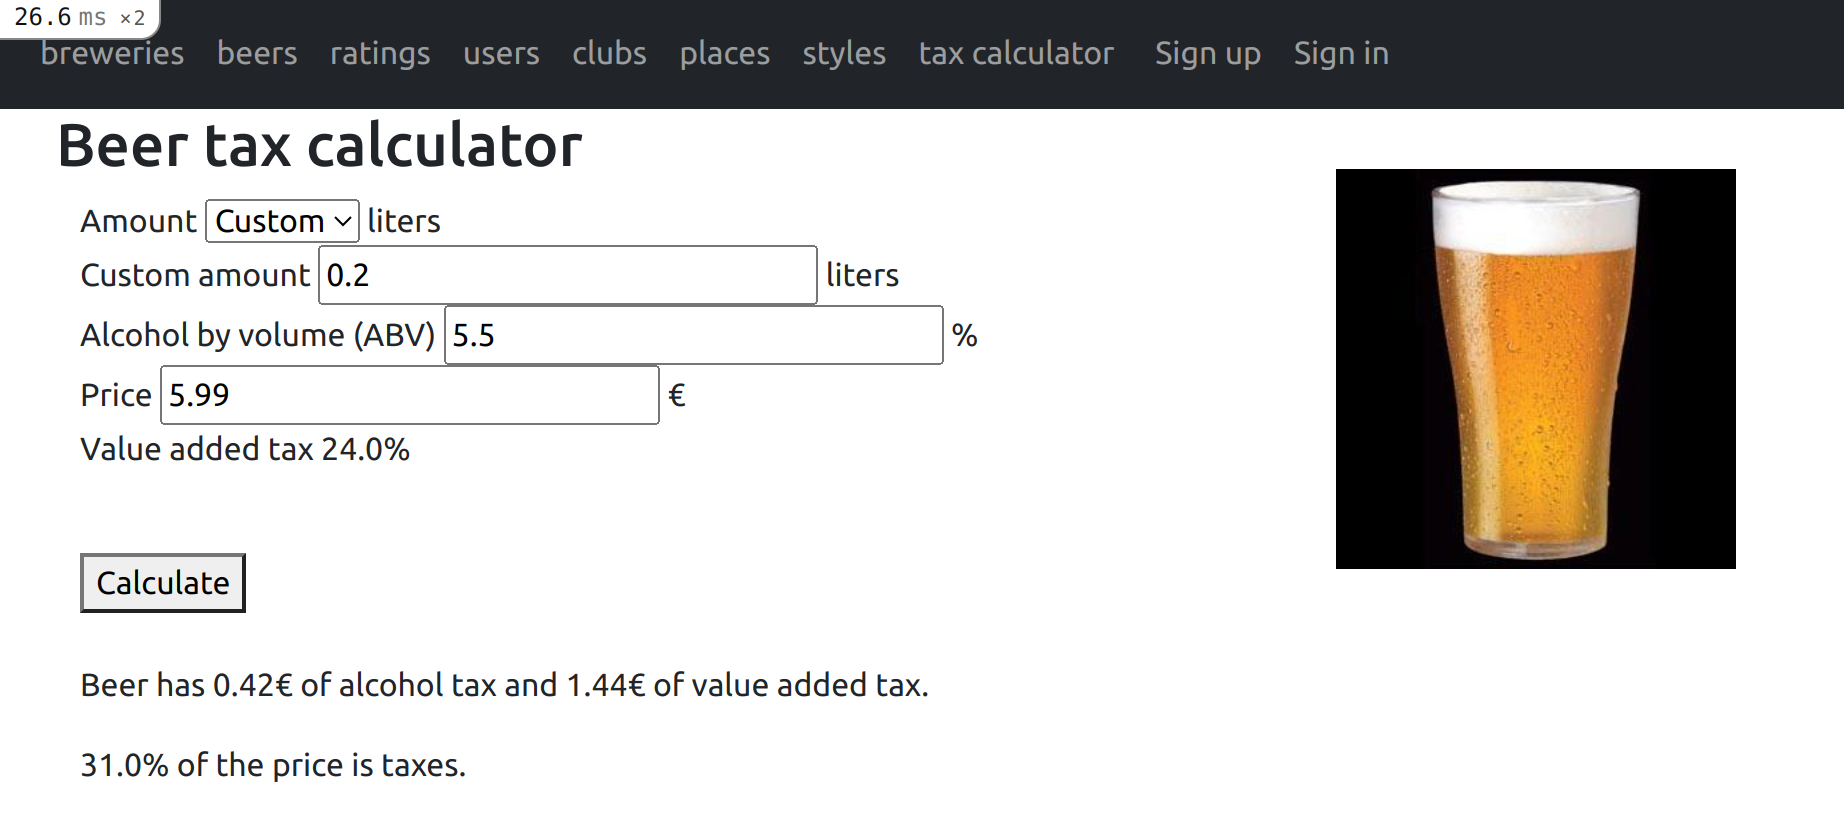 26.6 ms ×2
breweries beers ratings users clubs places styles tax calculator Sign up Sign in
Beer tax calculator
Amount Custom liters
Custom amount 0.2 liters
Alcohol by volume (ABV) 5.5 %
Price 5.99 €
Value added tax 24.0%
Calculate
Beer has 0.42€ of alcohol tax and 1.44€ of value added tax.
31.0% of the price is taxes.